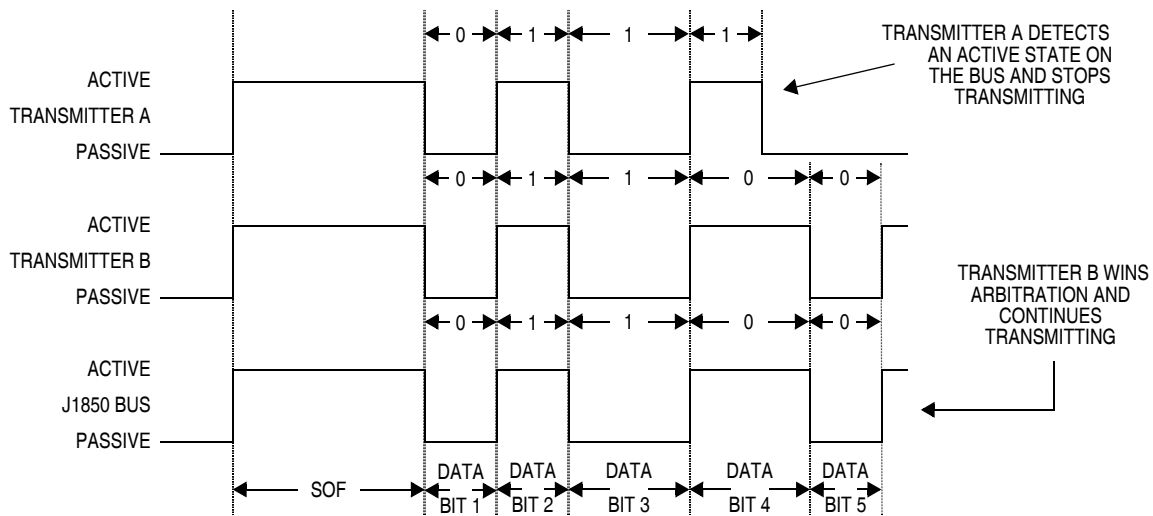 0 1 1 1
TRANSMITTER A DETECTS
AN ACTIVE STATE ON
THE BUS AND STOPS
TRANSMITTING
ACTIVE
TRANSMITTER A
PASSIVE
0 1 1 0 0
ACTIVE
TRANSMITTER B
PASSIVE
TRANSMITTER B WINS
ARBITRATION AND
CONTINUES
TRANSMITTING
0 1 1 0 0
ACTIVE
J1850 BUS
PASSIVE
SOF
DATA
BIT 1
DATA
BIT 2
DATA
BIT 3
DATA
BIT 4
DATA
BIT 5